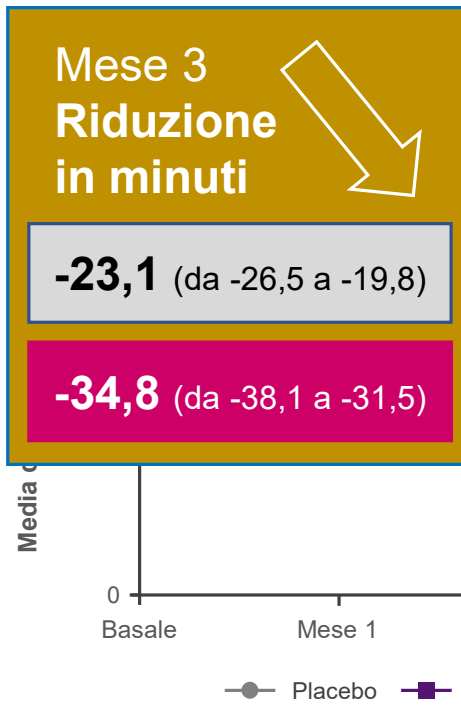 Mese 3
Riduzione
in minuti
-23,1 (da -26,5 a -19,8)
-34,8 (da -38,1 a -31,5)
Media
0
Basale
Mese 1
Placebo